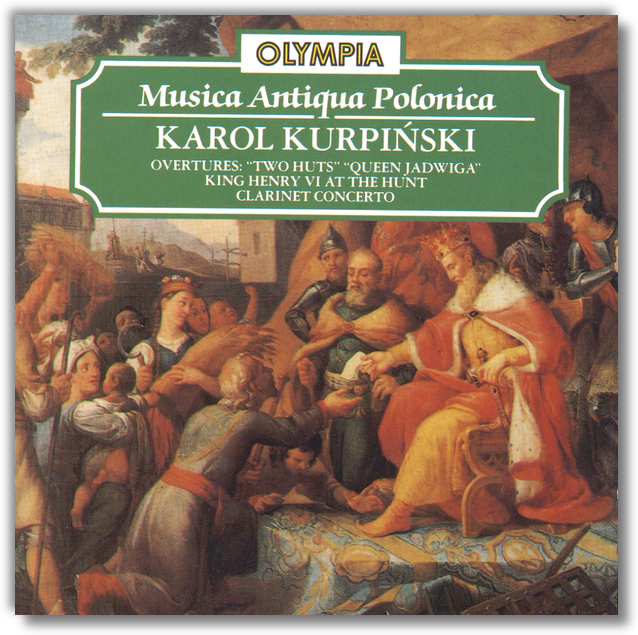 OLYMPIA
Musica Antiqua Polonica
KAROL KURPIŃSKI
OVERTURES: "TWO HUTS" "QUEEN JADWIGA"
KING HENRY VI AT THE HUNT
CLARINET CONCERTO